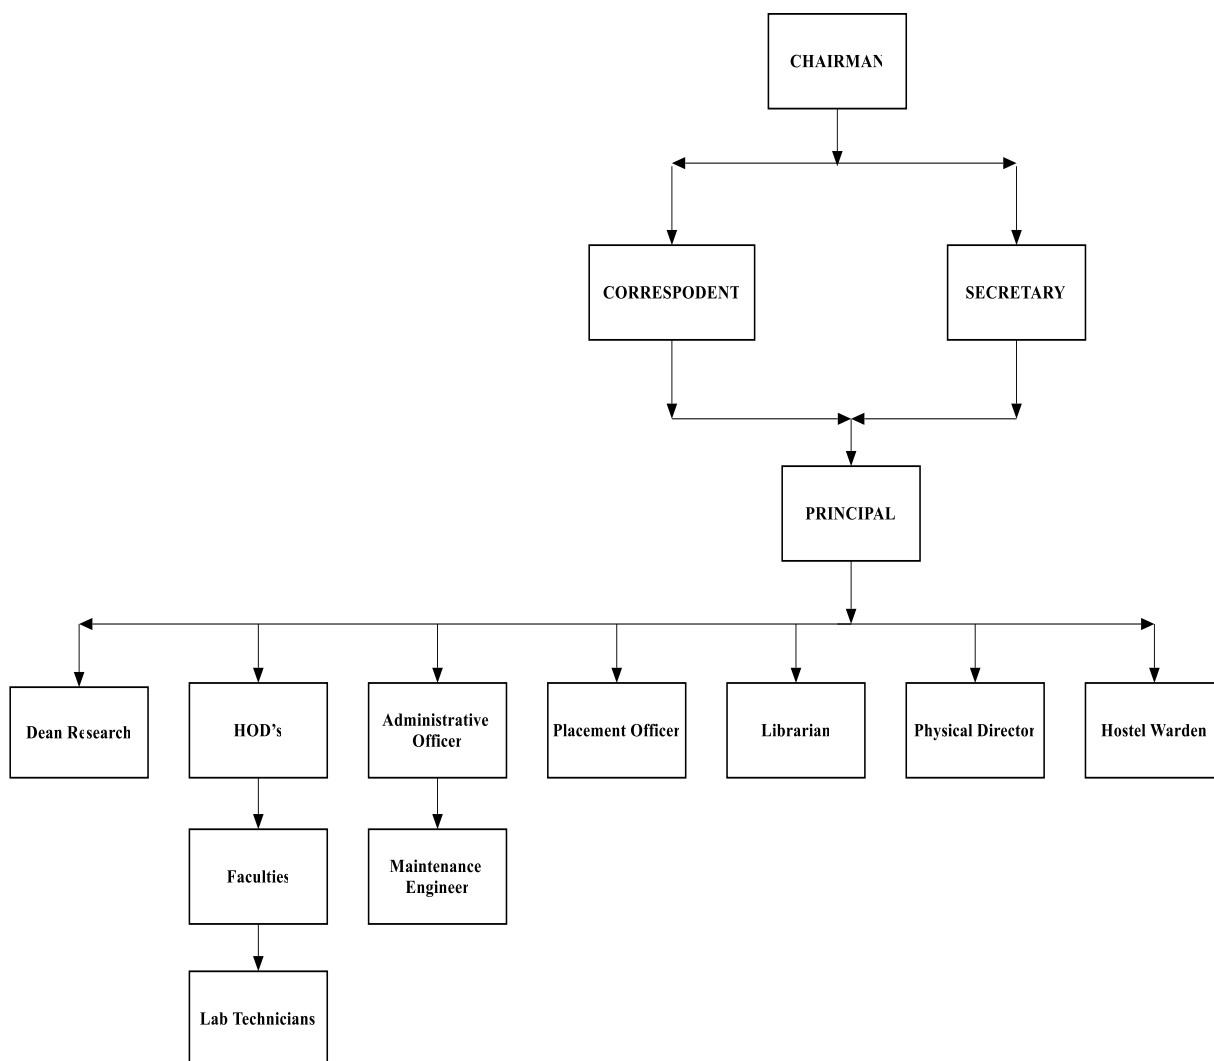 CHAIRMAN
CORRESPODENT
SECRETARY
PRINCIPAL
Dean Research
HOD's
Administrative
Officer
Placement Officer
Librarian
Physical Director
Hostel Warden
Faculties
Maintenance
Engineer
Lab Technicians